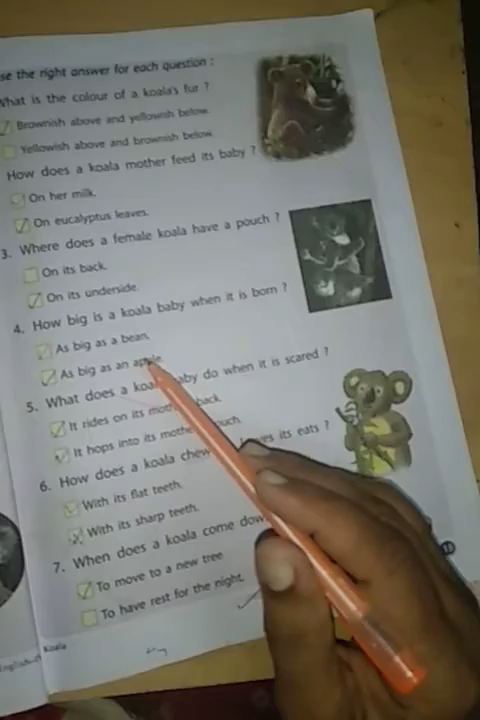 se the right answer for each question :
What is the colour of a koala's fur ?
Brownish above and yellowish below.
Yellowish above and brownish below.
How does a koala mother feed its baby ?
On her milk.
On eucalyptus leaves.
3. Where does a female koala have a pouch ?
On its back.
On its underside.
4. How big is a koala baby when it is born ?
As big as a bean.
As big as an apple.
5. What does a koala baby do when it is scared ?
It rides on its back.
It hops into its pouch.
6. How does a koala chew its eats ?
With its flat teeth.
With its sharp teeth.
7. When does a koala come dow
To move to a new tree
To have rest for the night.
Koala